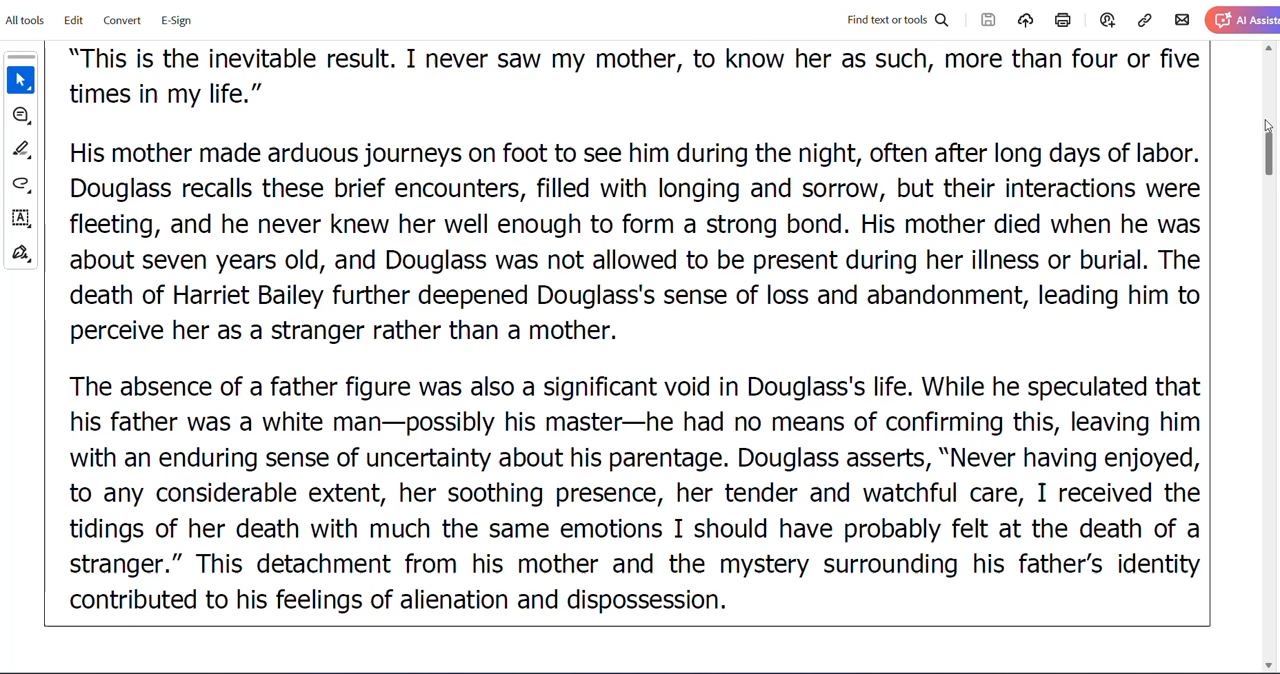 All tools Edit Convert E-Sign Find text or tools AI Assista
“This is the inevitable result. I never saw my mother, to know her as such, more than four or five
times in my life.”
His mother made arduous journeys on foot to see him during the night, often after long days of labor.
Douglass recalls these brief encounters, filled with longing and sorrow, but their interactions were
fleeting, and he never knew her well enough to form a strong bond. His mother died when he was
about seven years old, and Douglass was not allowed to be present during her illness or burial. The
death of Harriet Bailey further deepened Douglass's sense of loss and abandonment, leading him to
perceive her as a stranger rather than a mother.
The absence of a father figure was also a significant void in Douglass's life. While he speculated that
his father was a white man—possibly his master—he had no means of confirming this, leaving him
with an enduring sense of uncertainty about his parentage. Douglass asserts, “Never having enjoyed,
to any considerable extent, her soothing presence, her tender and watchful care, I received the
tidings of her death with much the same emotions I should have probably felt at the death of a
stranger.” This detachment from his mother and the mystery surrounding his father’s identity
contributed to his feelings of alienation and dispossession.